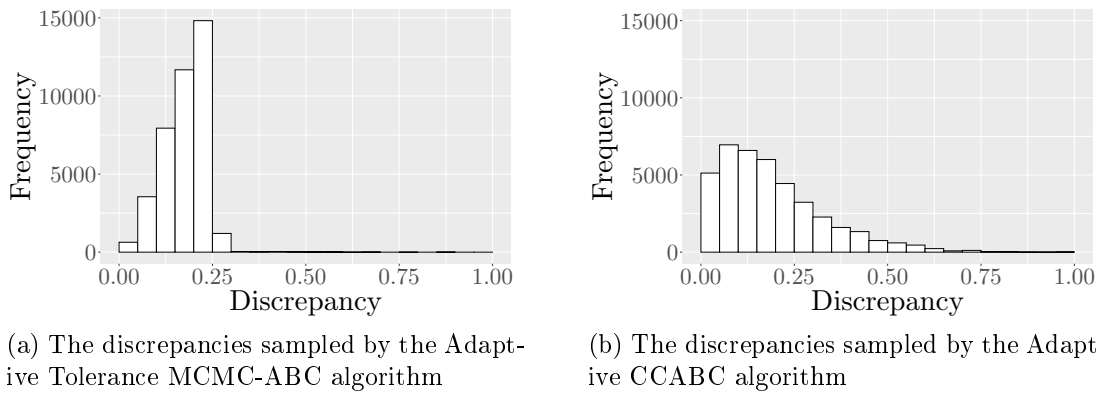 15000
10000
5000
0
Frequency
0.00 0.25 0.50 0.75 1.00
Discrepancy
(a) The discrepancies sampled by the Adapt-
ive Tolerance MCMC-ABC algorithm
15000
10000
5000
0
Frequency
0.00 0.25 0.50 0.75 1.00
Discrepancy
(b) The discrepancies sampled by the Adapt
ive CCABC algorithm